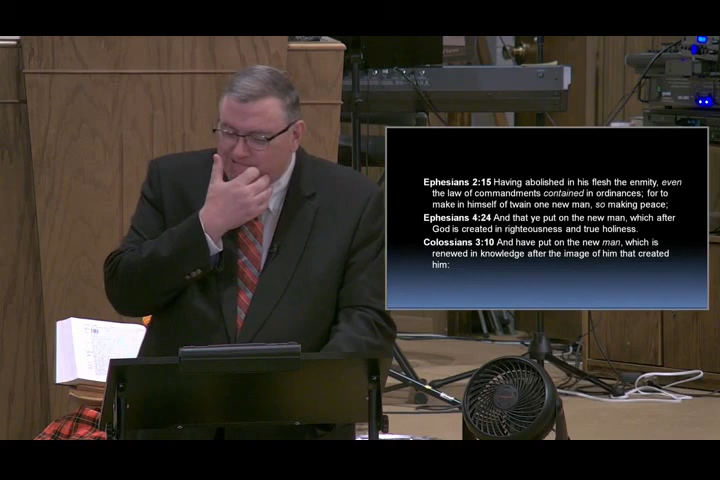 Ephesians 2:15 Having abolished in his flesh the enmity, even
the law of commandments contained in ordinances; for to
make in himself of twain one new man, so making peace;
Ephesians 4:24 And that ye put on the new man, which after
God is created in righteousness and true holiness.
Colossians 3:10 And have put on the new man, which is
renewed in knowledge after the image of him that created
him: